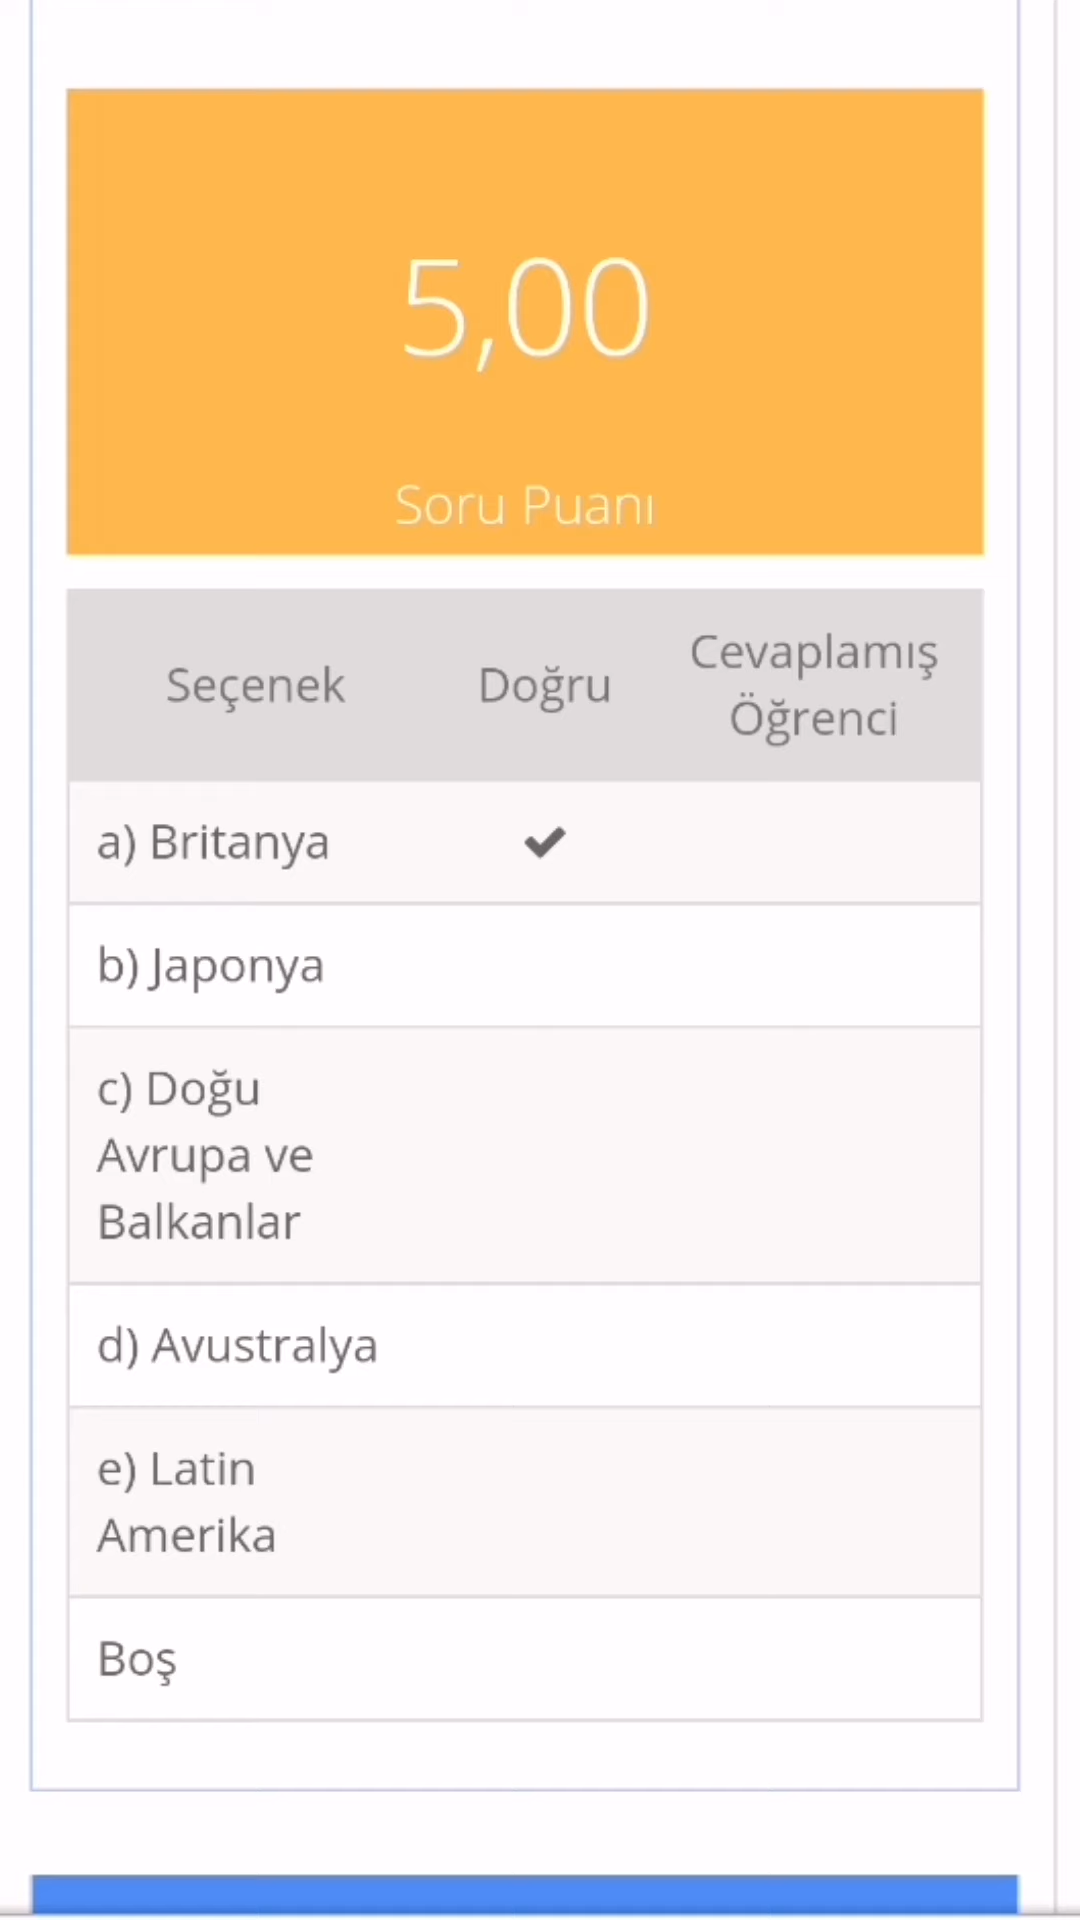 5,00
Soru Puanı
Seçenek Doğru Cevaplamış Öğrenci
a) Britanya ✔
b) Japonya
c) Doğu
Avrupa ve
Balkanlar
d) Avustralya
e) Latin
Amerika
Boş